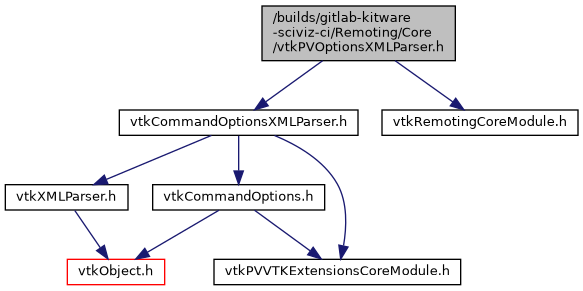 /builds/gitlab-kitware
-sciviz-ci/Remoting/Core
/vtkPVOptionsXMLParser.h
vtkCommandOptionsXMLParser.h
vtkRemotingCoreModule.h
vtkXMLParser.h
vtkCommandOptions.h
vtkObject.h
vtkPVVTKExtensionsCoreModule.h